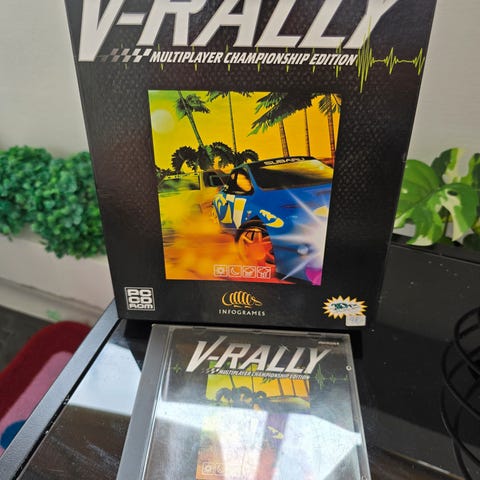 V-RALLY
MULTIPLAYER CHAMPIONSHIP EDITION
SUBARU
PC
CD
ROM
INFOGRAMES
V-RALLY
MULTIPLAYER CHAMPIONSHIP EDITION